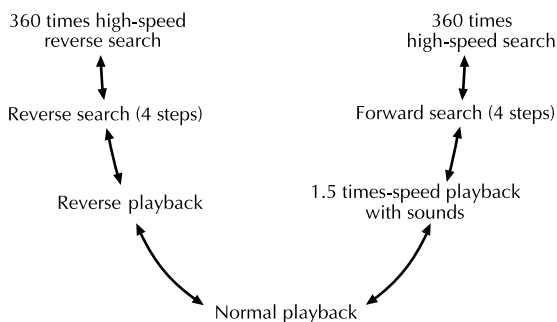 360 times high-speed
reverse search
360 times
high-speed search
Reverse search (4 steps)
Forward search (4 steps)
Reverse playback
1.5 times-speed playback
with sounds
Normal playback